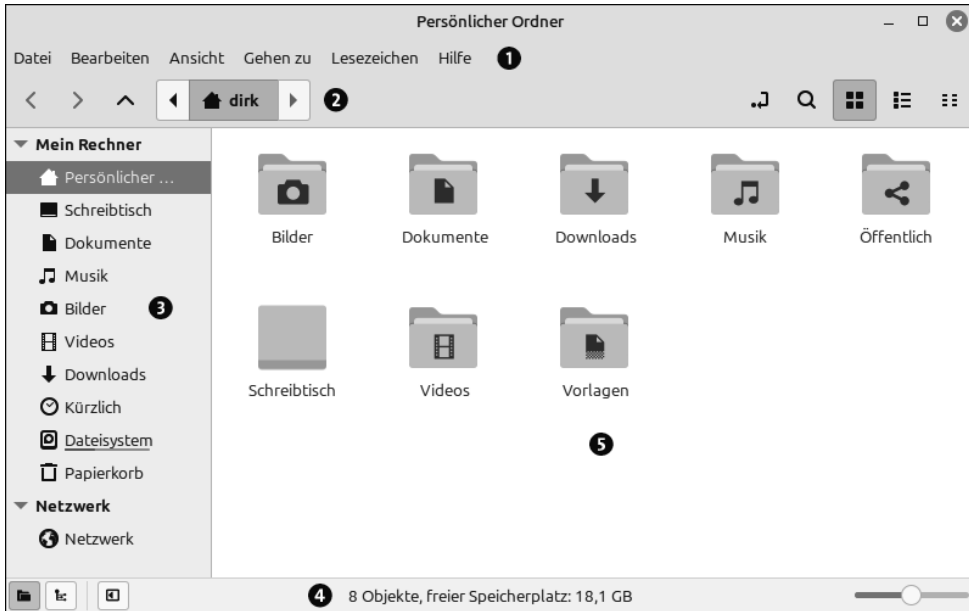 Persönlicher Ordner
Datei Bearbeiten Ansicht Gehen zu Lesezeichen Hilfe 1
dirk 2
Mein Rechner
Persönlicher ...
Schreibtisch
Dokumente
Musik
Bilder 3
Videos
Downloads
Kürzlich
Dateisystem
Papierkorb
Netzwerk
Netzwerk
Bilder Dokumente Downloads Musik Öffentlich
Schreibtisch Videos Vorlagen
5
4 8 Objekte, freier Speicherplatz: 18,1 GB